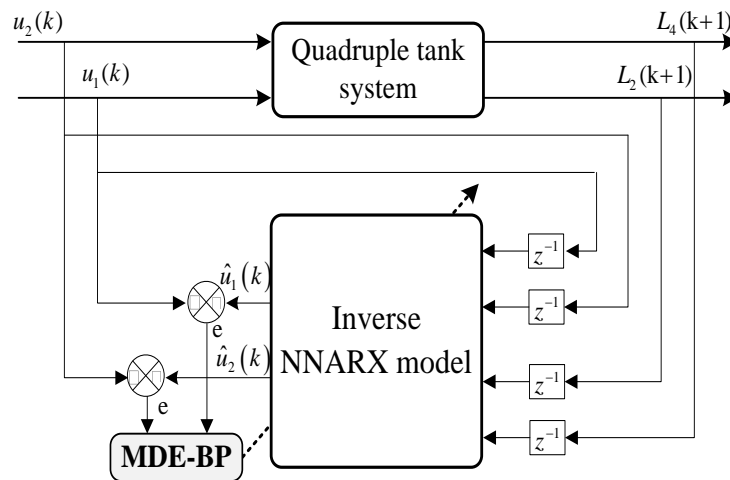 u₂(k)
L₄(k+1)
Quadruple tank
system
u₁(k)
L₂(k+1)
z⁻¹
û₁(k)
z⁻¹
e
Inverse
NNARX model
û₂(k)
z⁻¹
e
z⁻¹
MDE-BP